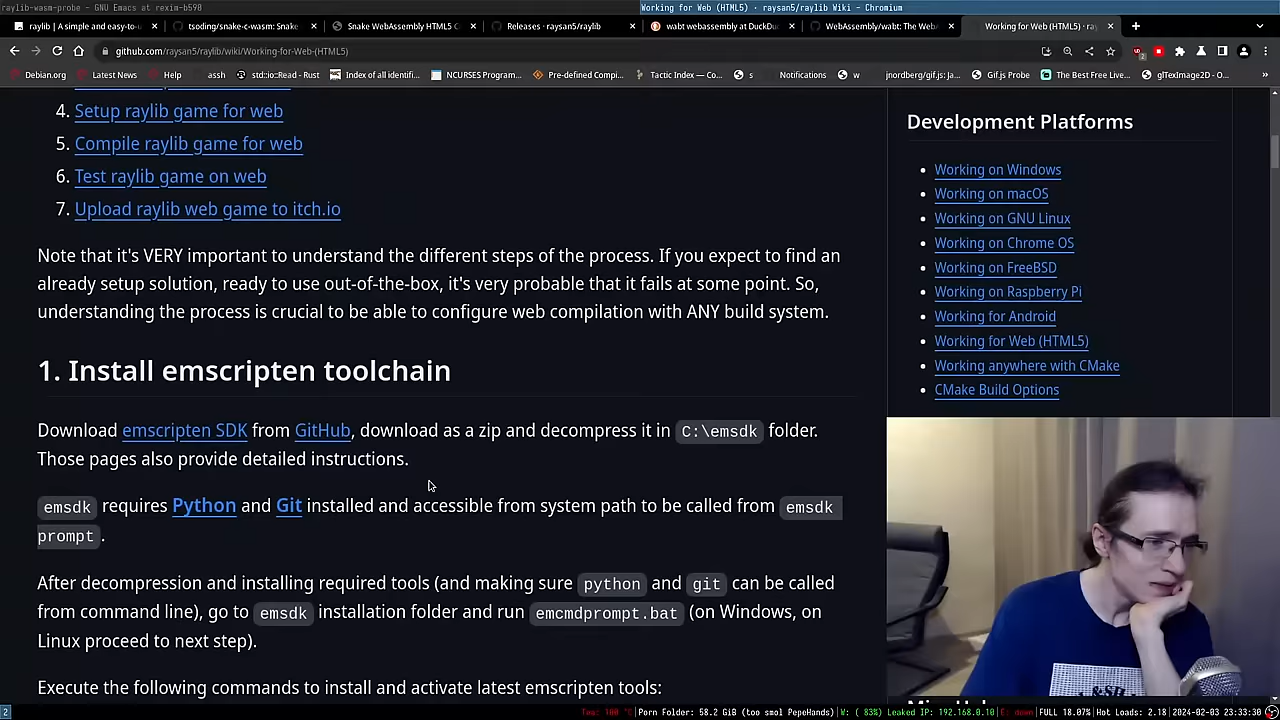 raylib-wasm-probe - GNU Emacs at rexim-b590
Working for Web (HTML5) · raysan5/raylib Wiki - Chromium
raylib | A simple and easy-to-u
tsoding/snake-c-wasm: Snake
Snake WebAssembly HTML5 C
Releases · raysan5/raylib
wabt webassembly at DuckDu
WebAssembly/wabt: The WebA
Working for Web (HTML5) · ray
github.com/raysan5/raylib/wiki/Working-for-Web-(HTML5)
Debian.org
Latest News
Help
assh
std::io::Read - Rust
Index of all identifi...
NCURSES Program...
Pre-defined Compi...
Tactic Index — Co...
s
Notifications
w
jnordberg/gif.js: Ja...
Gif.js Probe
The Best Free Live...
glTexImage2D - O...
»
4. Setup raylib game for web
5. Compile raylib game for web
6. Test raylib game on web
7. Upload raylib web game to itch.io
Note that it's VERY important to understand the different steps of the process. If you expect to find an
already setup solution, ready to use out-of-the-box, it's very probable that it fails at some point. So,
understanding the process is crucial to be able to configure web compilation with ANY build system.
1. Install emscripten toolchain
Download emscripten SDK from GitHub, download as a zip and decompress it in C:\emsdk folder.
Those pages also provide detailed instructions.
emsdk requires Python and Git installed and accessible from system path to be called from emsdk
prompt.
After decompression and installing required tools (and making sure python and git can be called
from command line), go to emsdk installation folder and run emcmdprompt.bat (on Windows, on
Linux proceed to next step).
Execute the following commands to install and activate latest emscripten tools:
Development Platforms
Working on Windows
Working on macOS
Working on GNU Linux
Working on Chrome OS
Working on FreeBSD
Working on Raspberry Pi
Working for Android
Working for Web (HTML5)
Working anywhere with CMake
CMake Build Options
2
Tmw: 100 °C|Porn Folder: 58.2 GiB (too smol PepeHands)|W: ( 83%) Leaked IP: 192.168.0.10|E: down|FULL 18.07%|Hot Loads: 2.18|2024-02-03 23:33:30